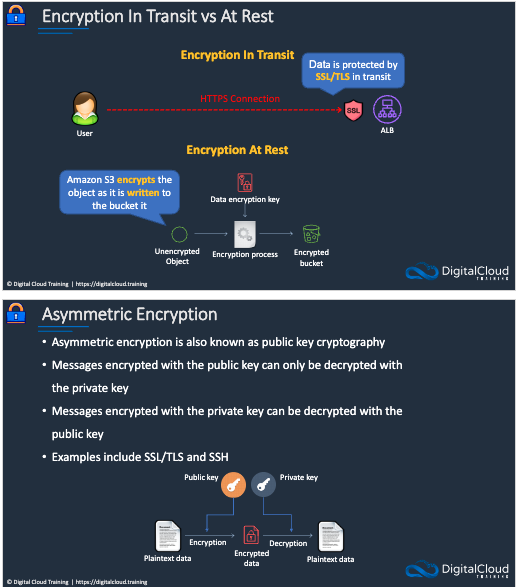 Encryption In Transit vs At Rest
Encryption In Transit
Data is protected by
SSL/TLS in transit
HTTPS Connection
SSL
User
ALB
Encryption At Rest
Amazon S3 encrypts the
object as it is written to
the bucket it
Data encryption key
Unencrypted
Object
Encryption process
Encrypted
bucket
DigitalCloud
TRAINING
© Digital Cloud Training | https://digitalcloud.training
Asymmetric Encryption
• Asymmetric encryption is also known as public key cryptography
• Messages encrypted with the public key can only be decrypted with
the private key
• Messages encrypted with the private key can be decrypted with the
public key
• Examples include SSL/TLS and SSH
Public key
Private key
Encryption
Decryption
Plaintext data
Encrypted
data
Plaintext data
DigitalCloud
TRAINING
© Digital Cloud Training | https://digitalcloud.training